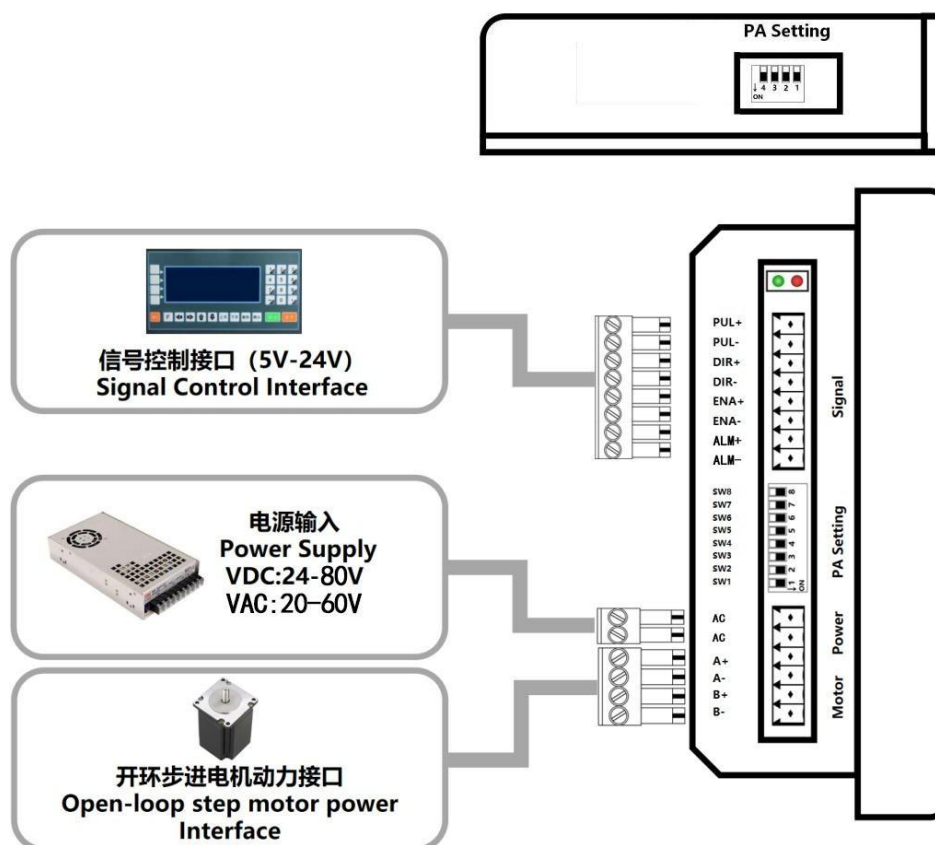 PA Setting
↓ 4 3 2 1
ON
信号控制接口（5V-24V）
Signal Control Interface
电源输入
Power Supply
VDC:24-80V
VAC:20-60V
开环步进电机动力接口
Open-loop step motor power
Interface
PUL+
PUL-
DIR+
DIR-
ENA+
ENA-
ALM+
ALM-
SW8
SW7
SW6
SW5
SW4
SW3
SW2
SW1
AC
AC
A+
A-
B+
B-
8
7
6
5
4
3
2
1
↓
ON
Signal
PA Setting
Power
Motor